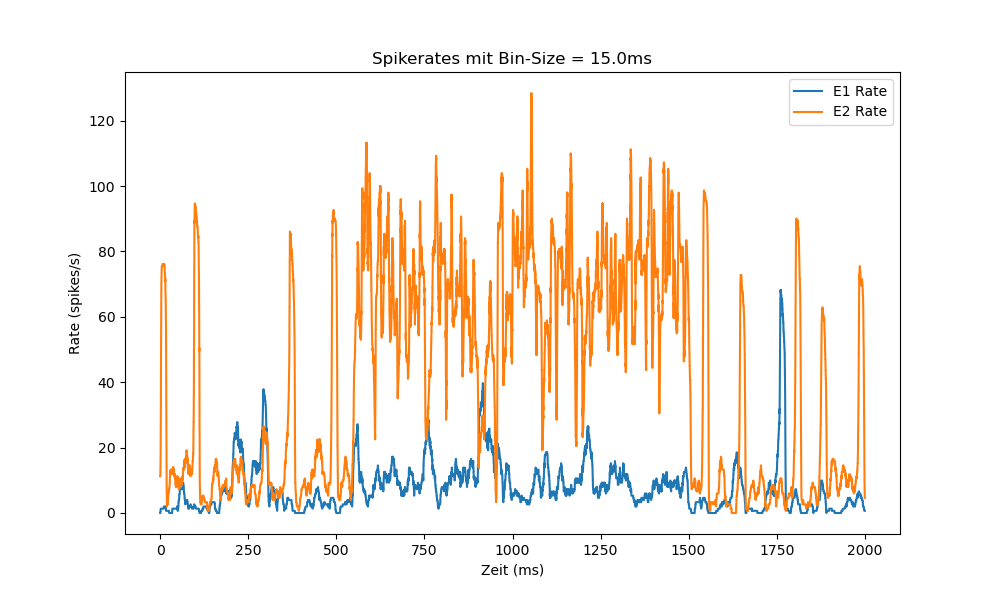 Spikerates mit Bin-Size = 15.0ms
E1 Rate
E2 Rate
120
100
80
60
40
20
0
Rate (spikes/s)
0 250 500 750 1000 1250 1500 1750 2000
Zeit (ms)